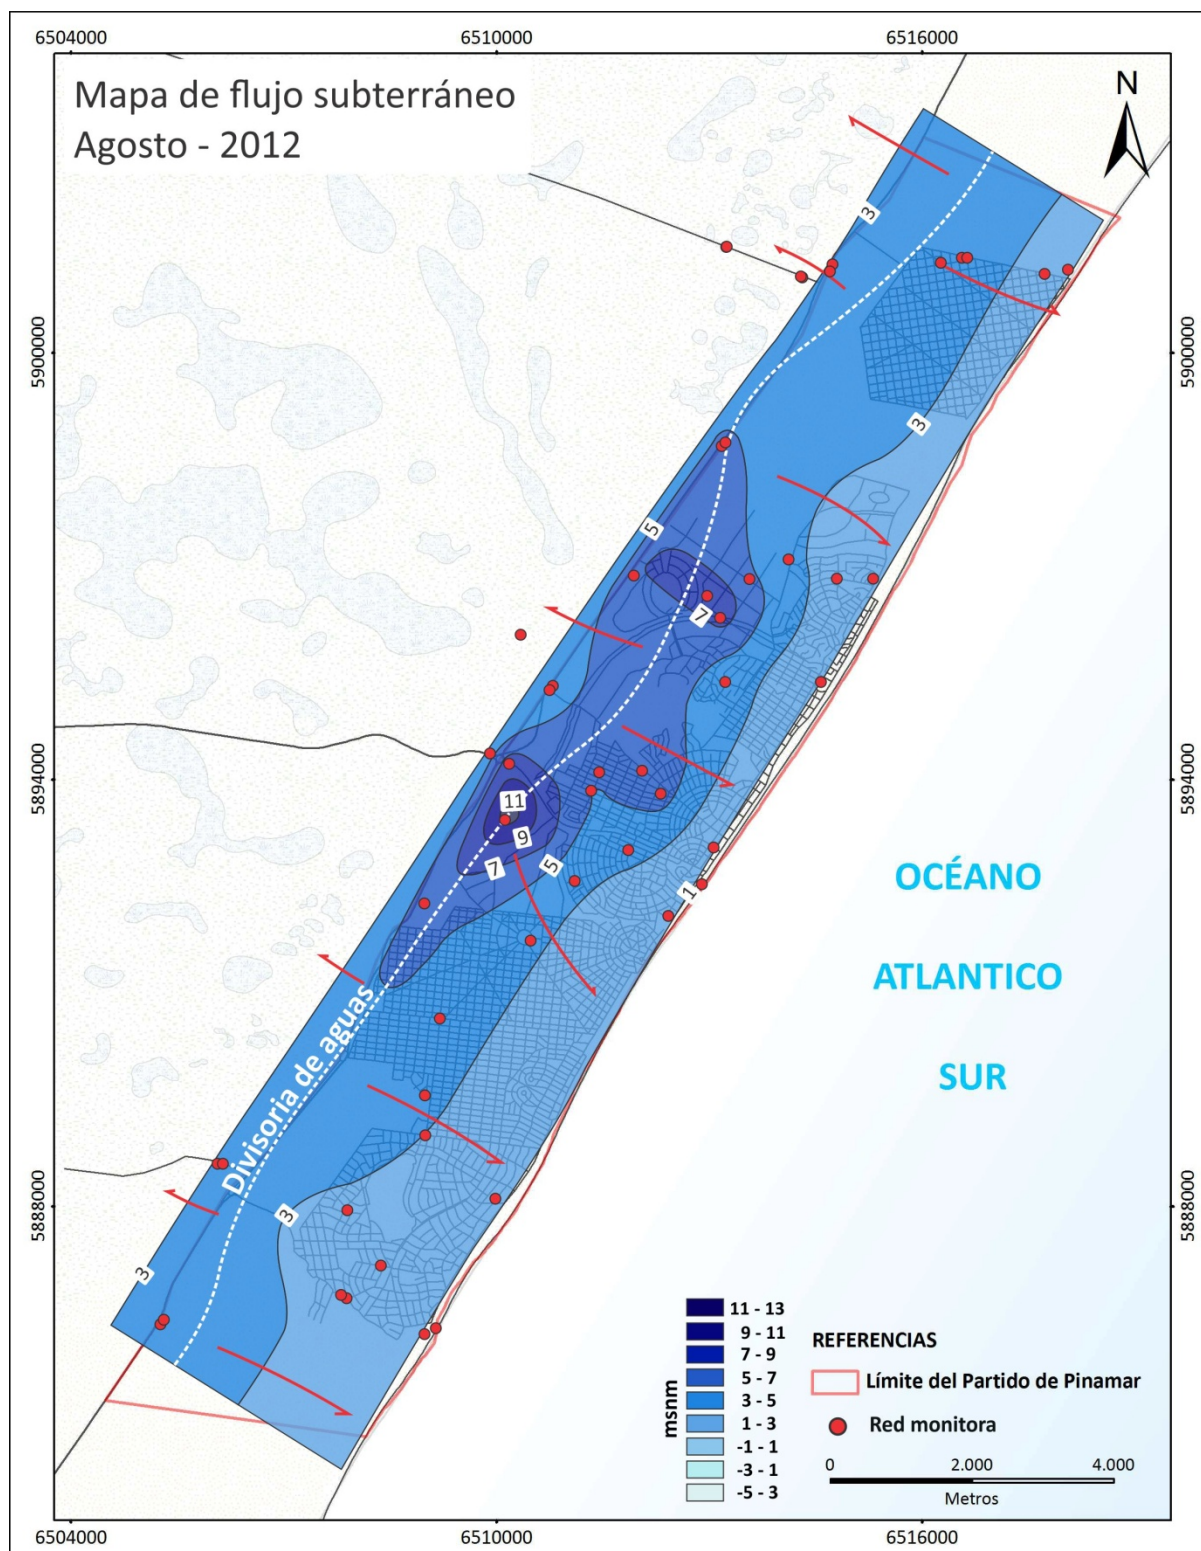 6504000
6510000
6516000
Mapa de flujo subterráneo
Agosto - 2012
N
3
3
5900000
5900000
3
5
7
5894000
5894000
11
9
7
5
1
OCÉANO
ATLANTICO
SUR
Divisoria de aguas
5888000
5888000
3
3
msnm
11 - 13
9 - 11
7 - 9
5 - 7
3 - 5
1 - 3
-1 - 1
-3 - 1
-5 - 3
REFERENCIAS
Límite del Partido de Pinamar
Red monitora
0
2.000
4.000
Metros
6504000
6510000
6516000